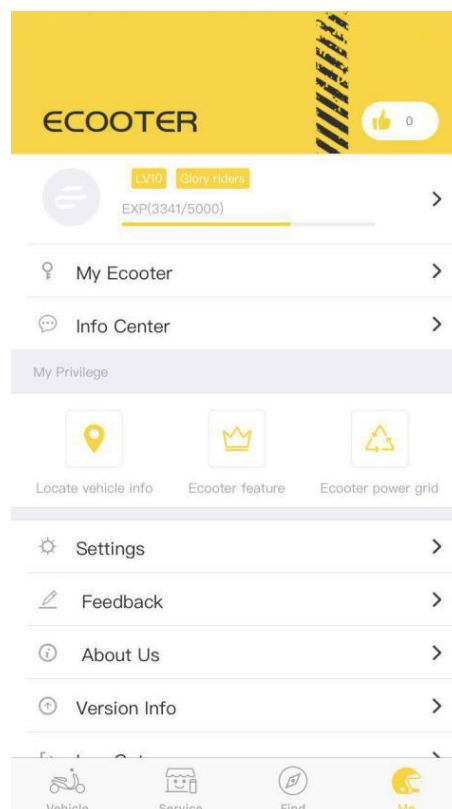 ECOOTER
0
LV10 Glory riders
EXP(3341/5000)
My Ecooter
Info Center
My Privilege
Locate vehicle info Ecooter feature Ecooter power grid
Settings
Feedback
About Us
Version Info
Vehicle Service Find Me